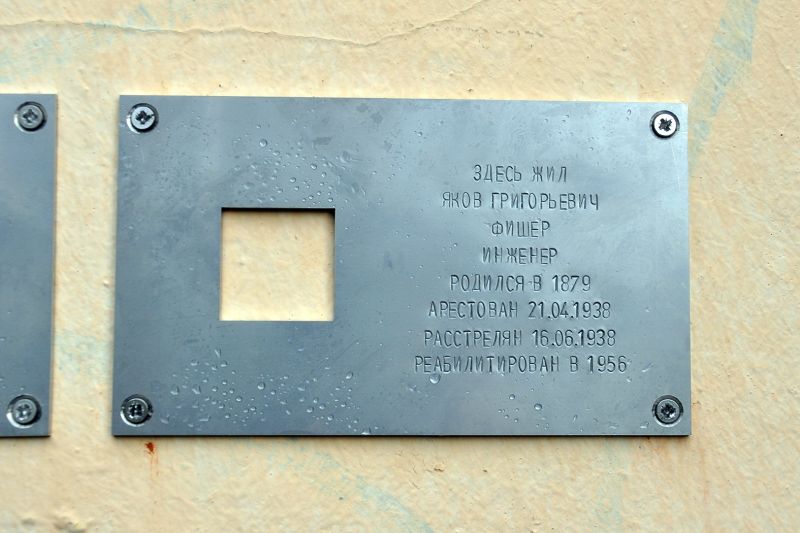 ЗДЕСЬ ЖИЛ
ЯКОВ ГРИГОРЬЕВИЧ
ФИШЕР
ИНЖЕНЕР
РОДИЛСЯ В 1879
АРЕСТОВАН 21.04.1938
РАССТРЕЛЯН 16.06.1938
РЕАБИЛИТИРОВАН В 1956